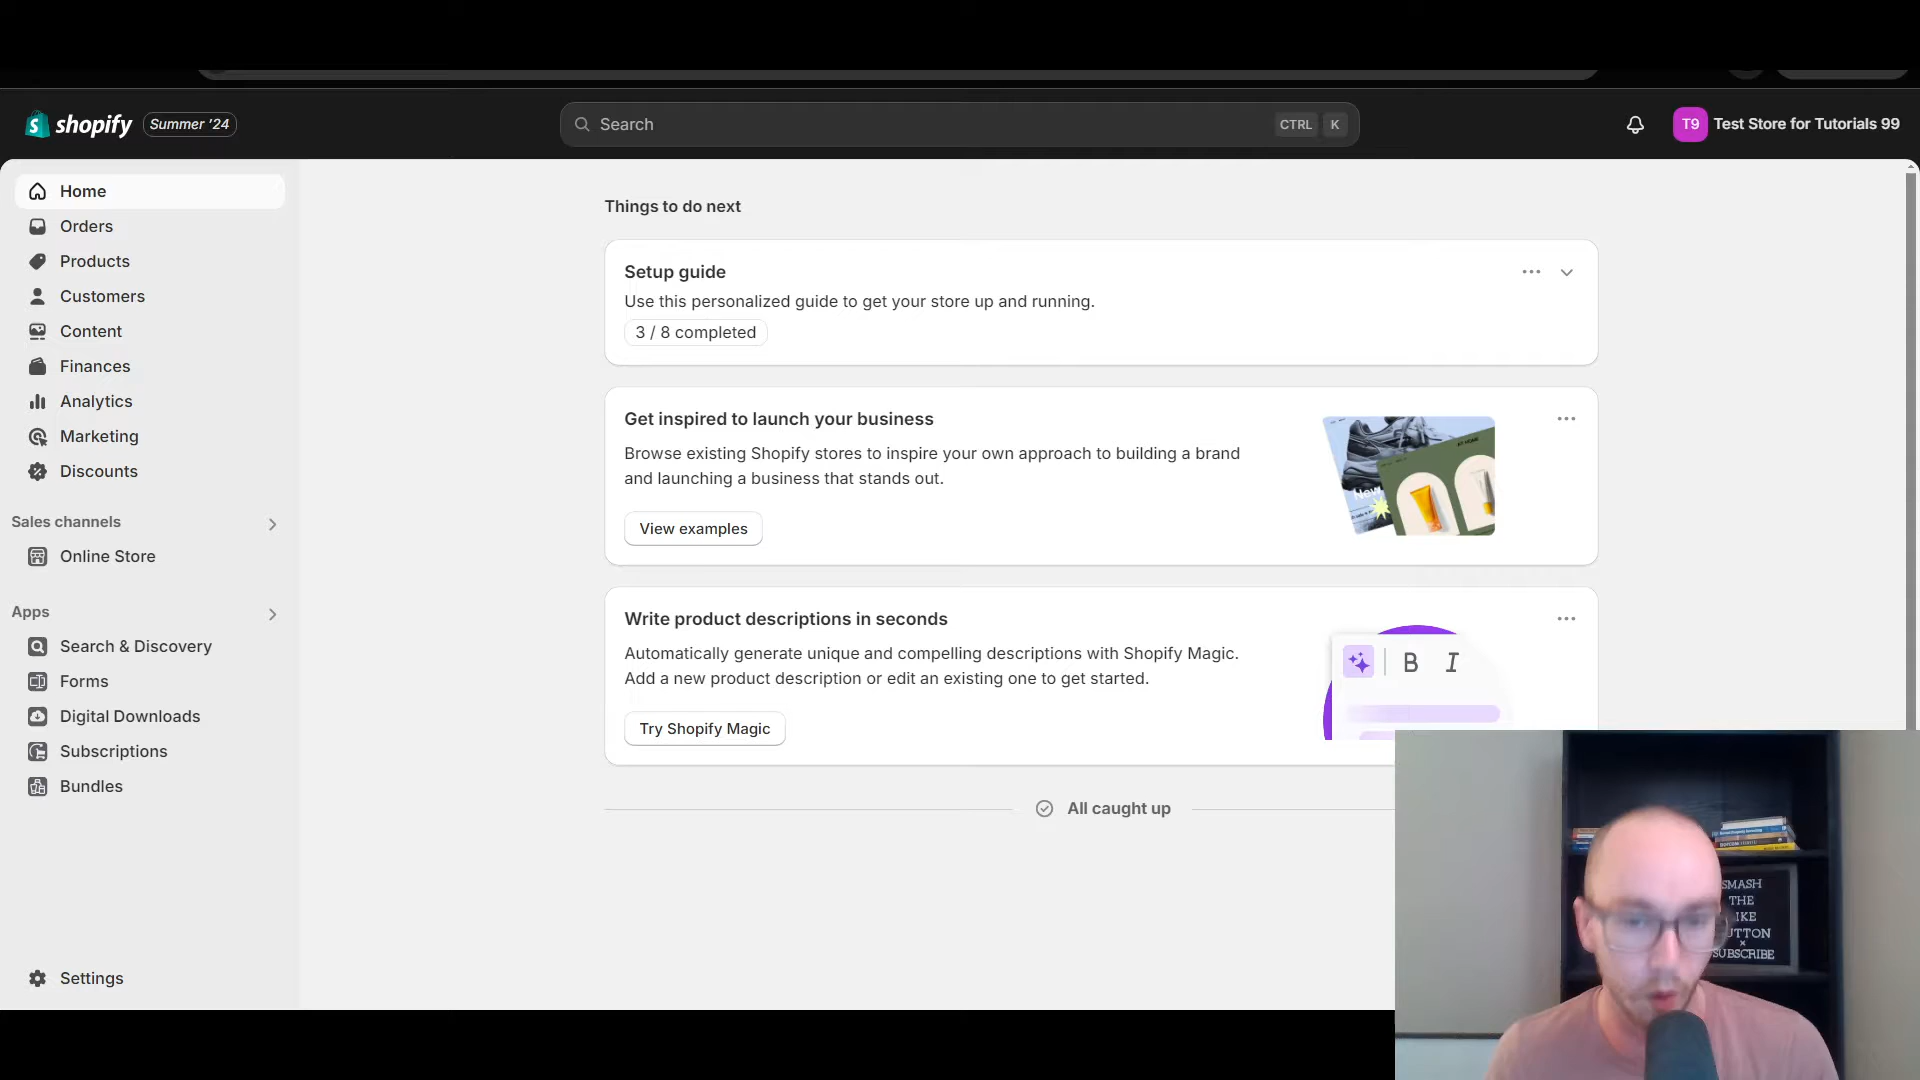 shopify
Summer '24
Search
CTRL K
T9
Test Store for Tutorials 99
Home
Orders
Products
Customers
Content
Finances
Analytics
Marketing
Discounts
Sales channels
Online Store
Apps
Search & Discovery
Forms
Digital Downloads
Subscriptions
Bundles
Settings
Things to do next
Setup guide
Use this personalized guide to get your store up and running.
3 / 8 completed
Get inspired to launch your business
Browse existing Shopify stores to inspire your own approach to building a brand
and launching a business that stands out.
View examples
New
Write product descriptions in seconds
Automatically generate unique and compelling descriptions with Shopify Magic.
Add a new product description or edit an existing one to get started.
Try Shopify Magic
B I
All caught up
SMASH
THE
IKE
UTTON
×
SUBSCRIBE